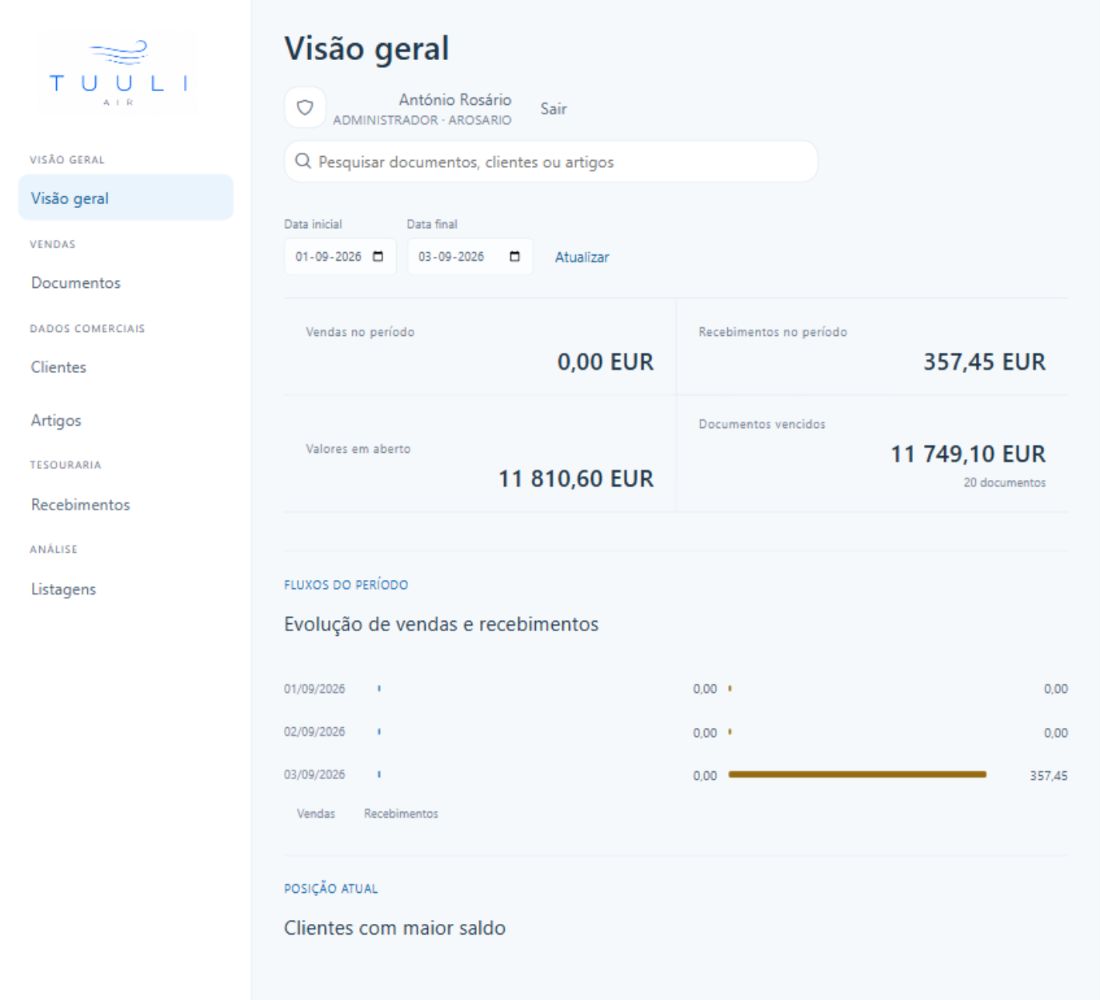 TUULI
AIR
VISÃO GERAL
Visão geral
VENDAS
Documentos
DADOS COMERCIAIS
Clientes
Artigos
TESOURARIA
Recebimentos
ANÁLISE
Listagens
Visão geral
António Rosário
ADMINISTRADOR · AROSARIO
Sair
Pesquisar documentos, clientes ou artigos
Data inicial Data final
01-09-2026 03-09-2026 Atualizar
Vendas no período
0,00 EUR
Recebimentos no período
357,45 EUR
Valores em aberto
11 810,60 EUR
Documentos vencidos
11 749,10 EUR
20 documentos
FLUXOS DO PERÍODO
Evolução de vendas e recebimentos
01/09/2026 0,00 0,00
02/09/2026 0,00 0,00
03/09/2026 0,00 357,45
Vendas Recebimentos
POSIÇÃO ATUAL
Clientes com maior saldo